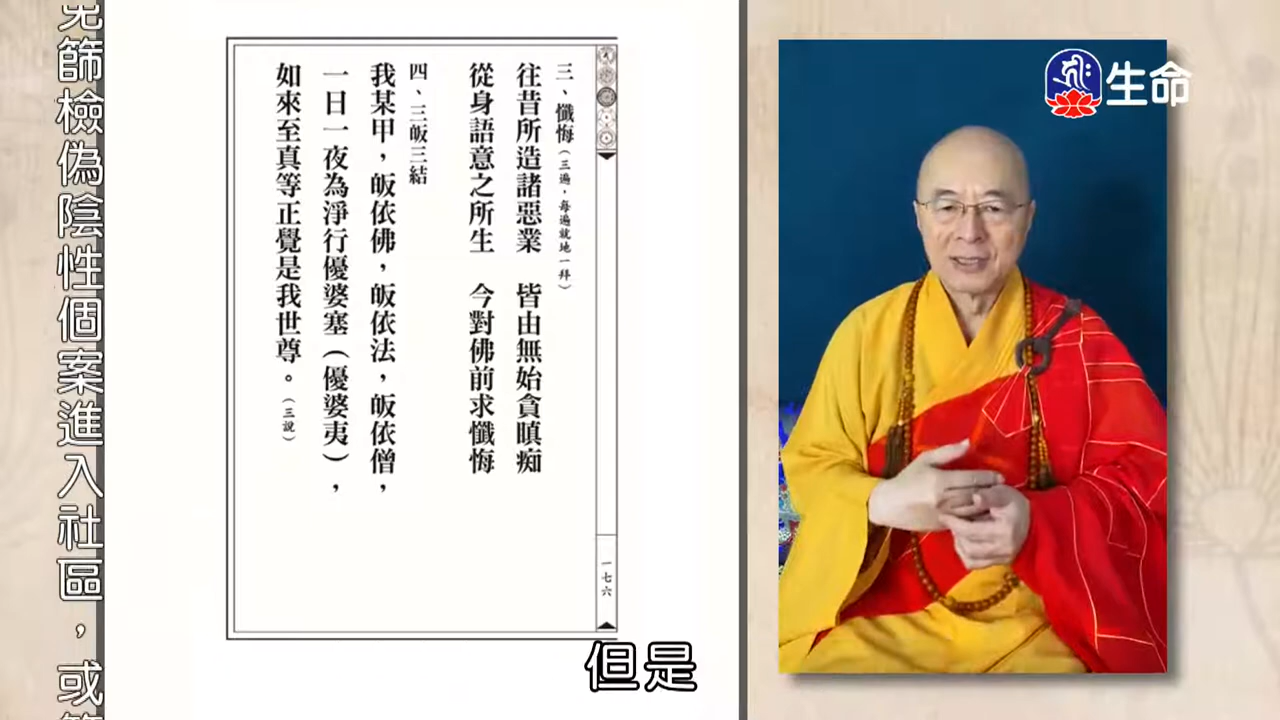 三、懺悔（三遍，每遍就地一拜）
往昔所造諸惡業　皆由無始貪瞋痴
從身語意之所生　今對佛前求懺悔
四、三皈三結
我某甲，皈依佛，皈依法，皈依僧，
一日一夜為淨行優婆塞（優婆夷），
如來至真等正覺是我世尊。（三說）
一七六
生命
篩檢偽陰性個案進入社區，或
但是